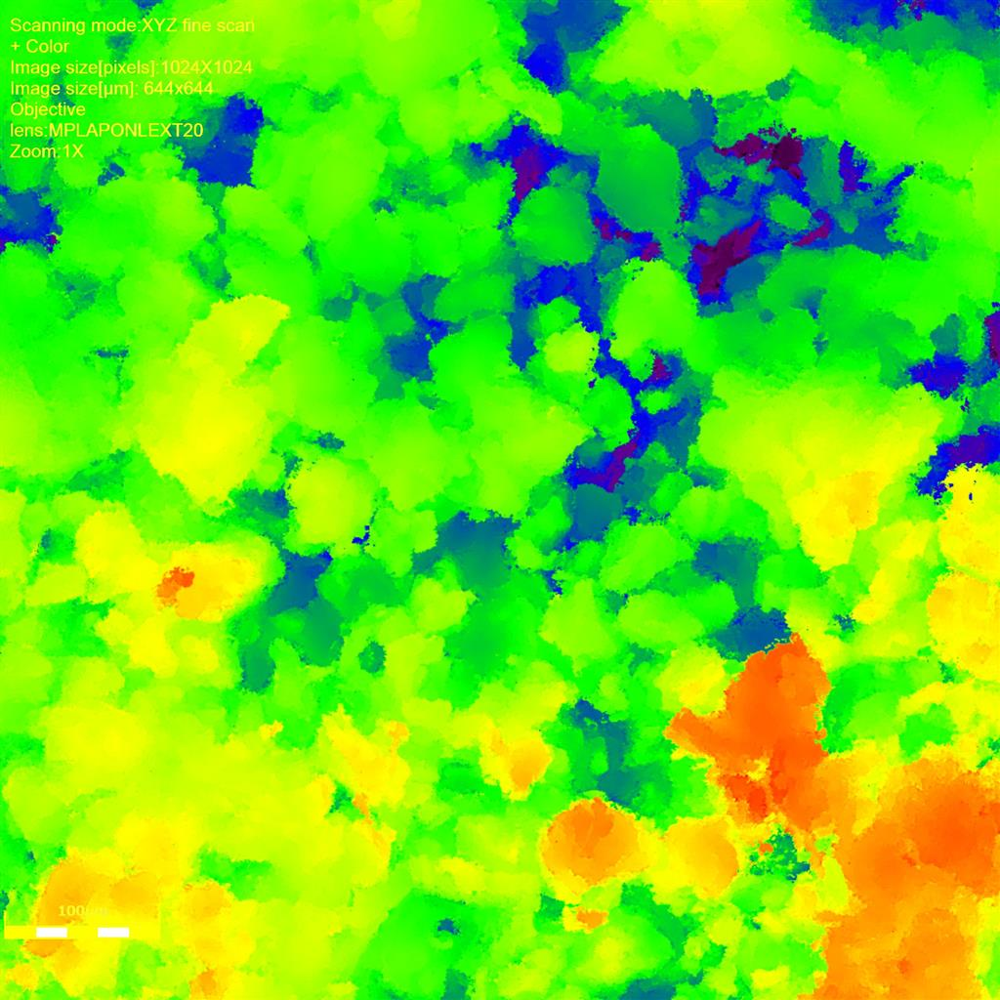 Scanning mode:XYZ fine scan
+ Color
Image size[pixels]:1024X1024
Image size[µm]: 644x644
Objective
lens:MPLAPONLEXT20
Zoom:1X